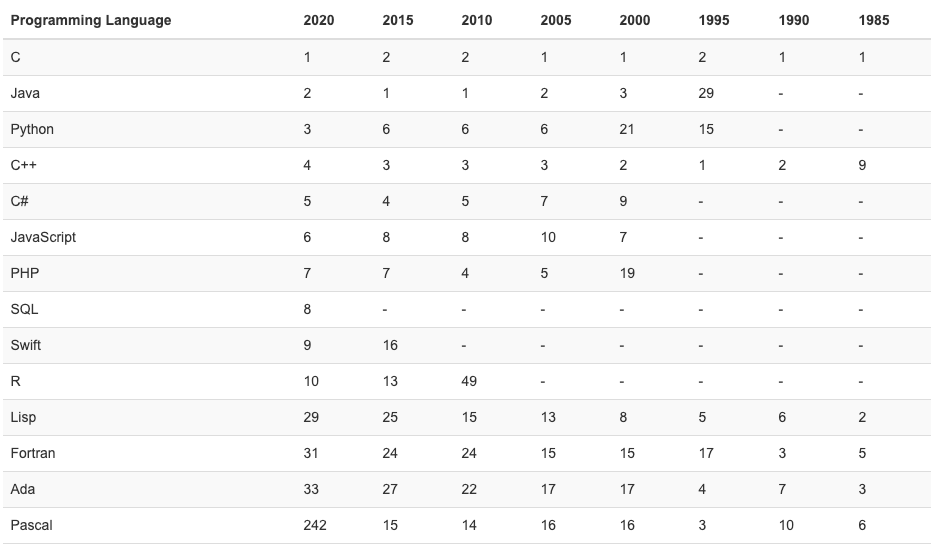 Programming Language 2020 2015 2010 2005 2000 1995 1990 1985
C 1 2 2 1 1 2 1 1
Java 2 1 1 2 3 29 - -
Python 3 6 6 6 21 15 - -
C++ 4 3 3 3 2 1 2 9
C# 5 4 5 7 9 - - -
JavaScript 6 8 8 10 7 - - -
PHP 7 7 4 5 19 - - -
SQL 8 - - - - - - -
Swift 9 16 - - - - - -
R 10 13 49 - - - - -
Lisp 29 25 15 13 8 5 6 2
Fortran 31 24 24 15 15 17 3 5
Ada 33 27 22 17 17 4 7 3
Pascal 242 15 14 16 16 3 10 6